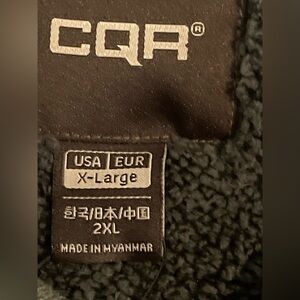 CQR®
USA EUR
X-Large
한국/日本/中国
2XL
MADE IN MYANMAR